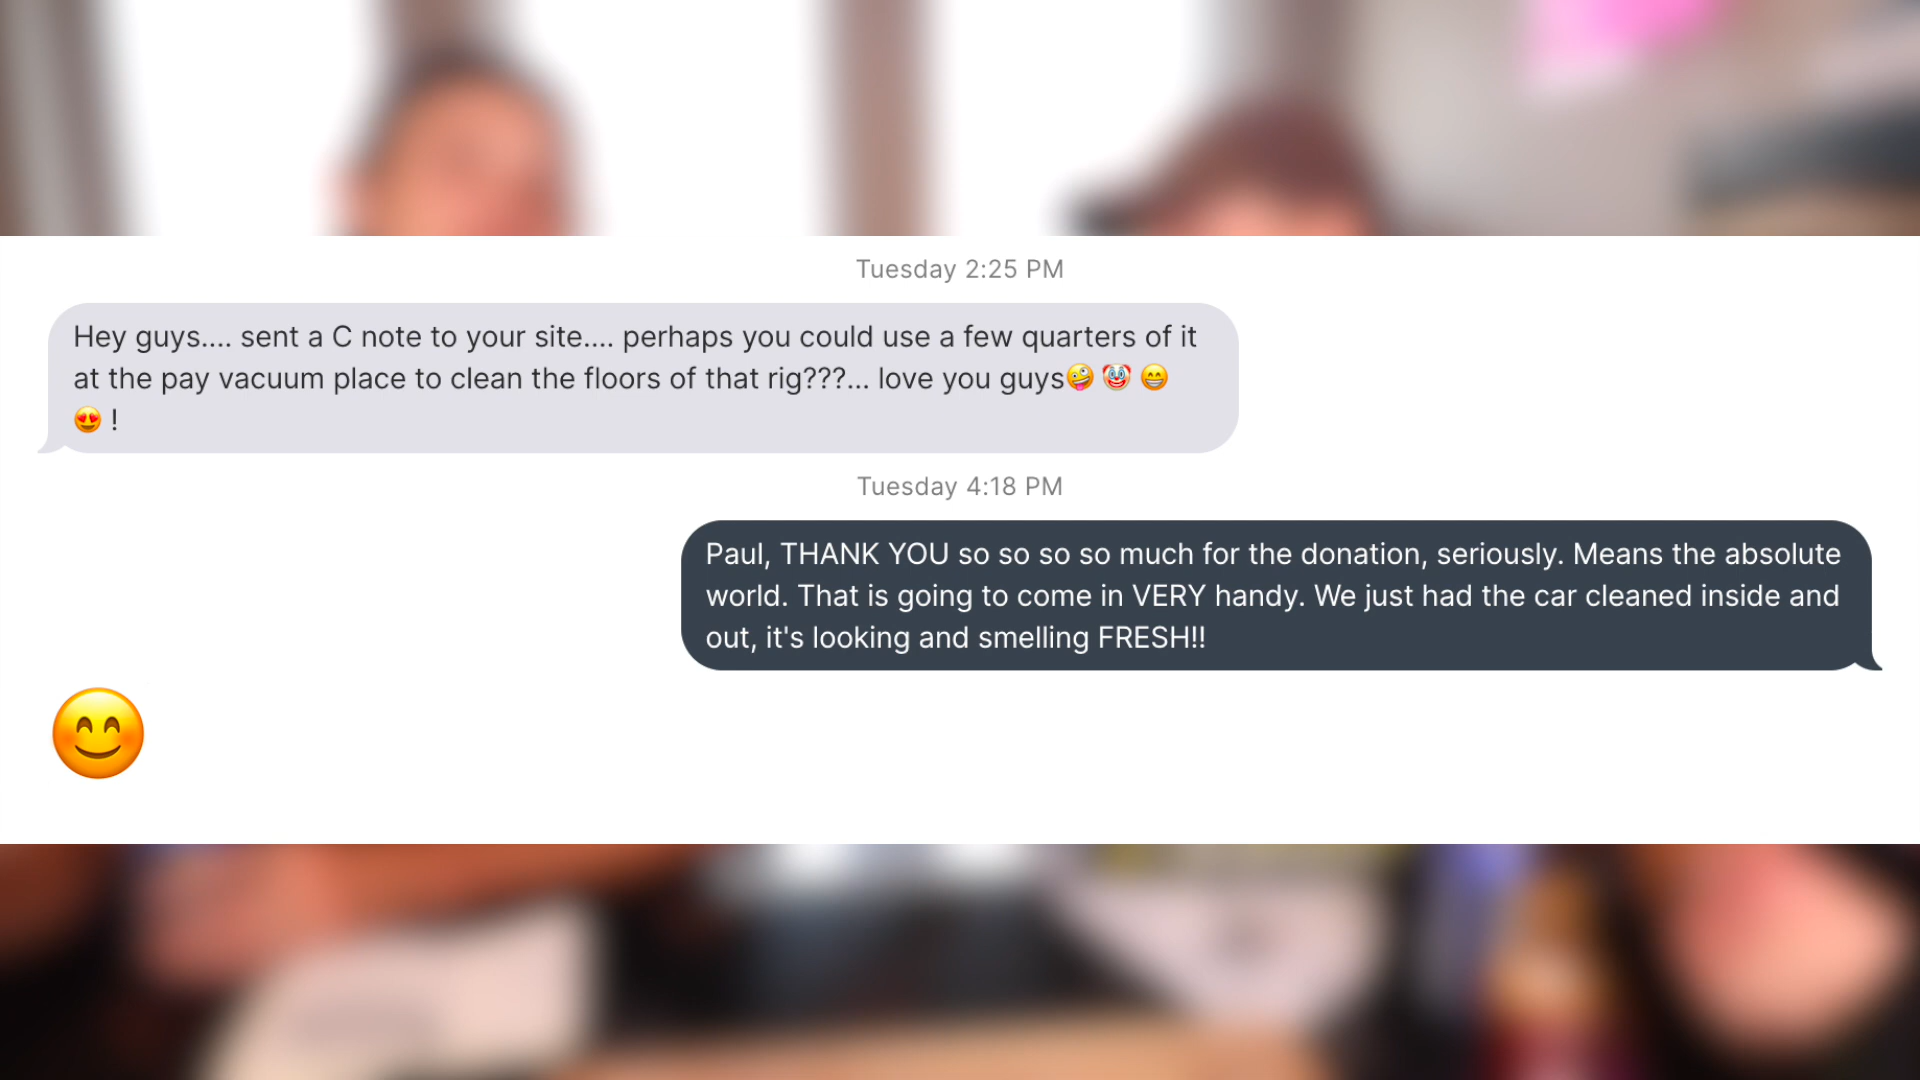 Tuesday 2:25 PM
Hey guys.... sent a C note to your site.... perhaps you could use a few quarters of it
at the pay vacuum place to clean the floors of that rig???... love you guys🤪 🤡 😁
😍 !
Tuesday 4:18 PM
Paul, THANK YOU so so so so much for the donation, seriously. Means the absolute
world. That is going to come in VERY handy. We just had the car cleaned inside and
out, it's looking and smelling FRESH!!
😊